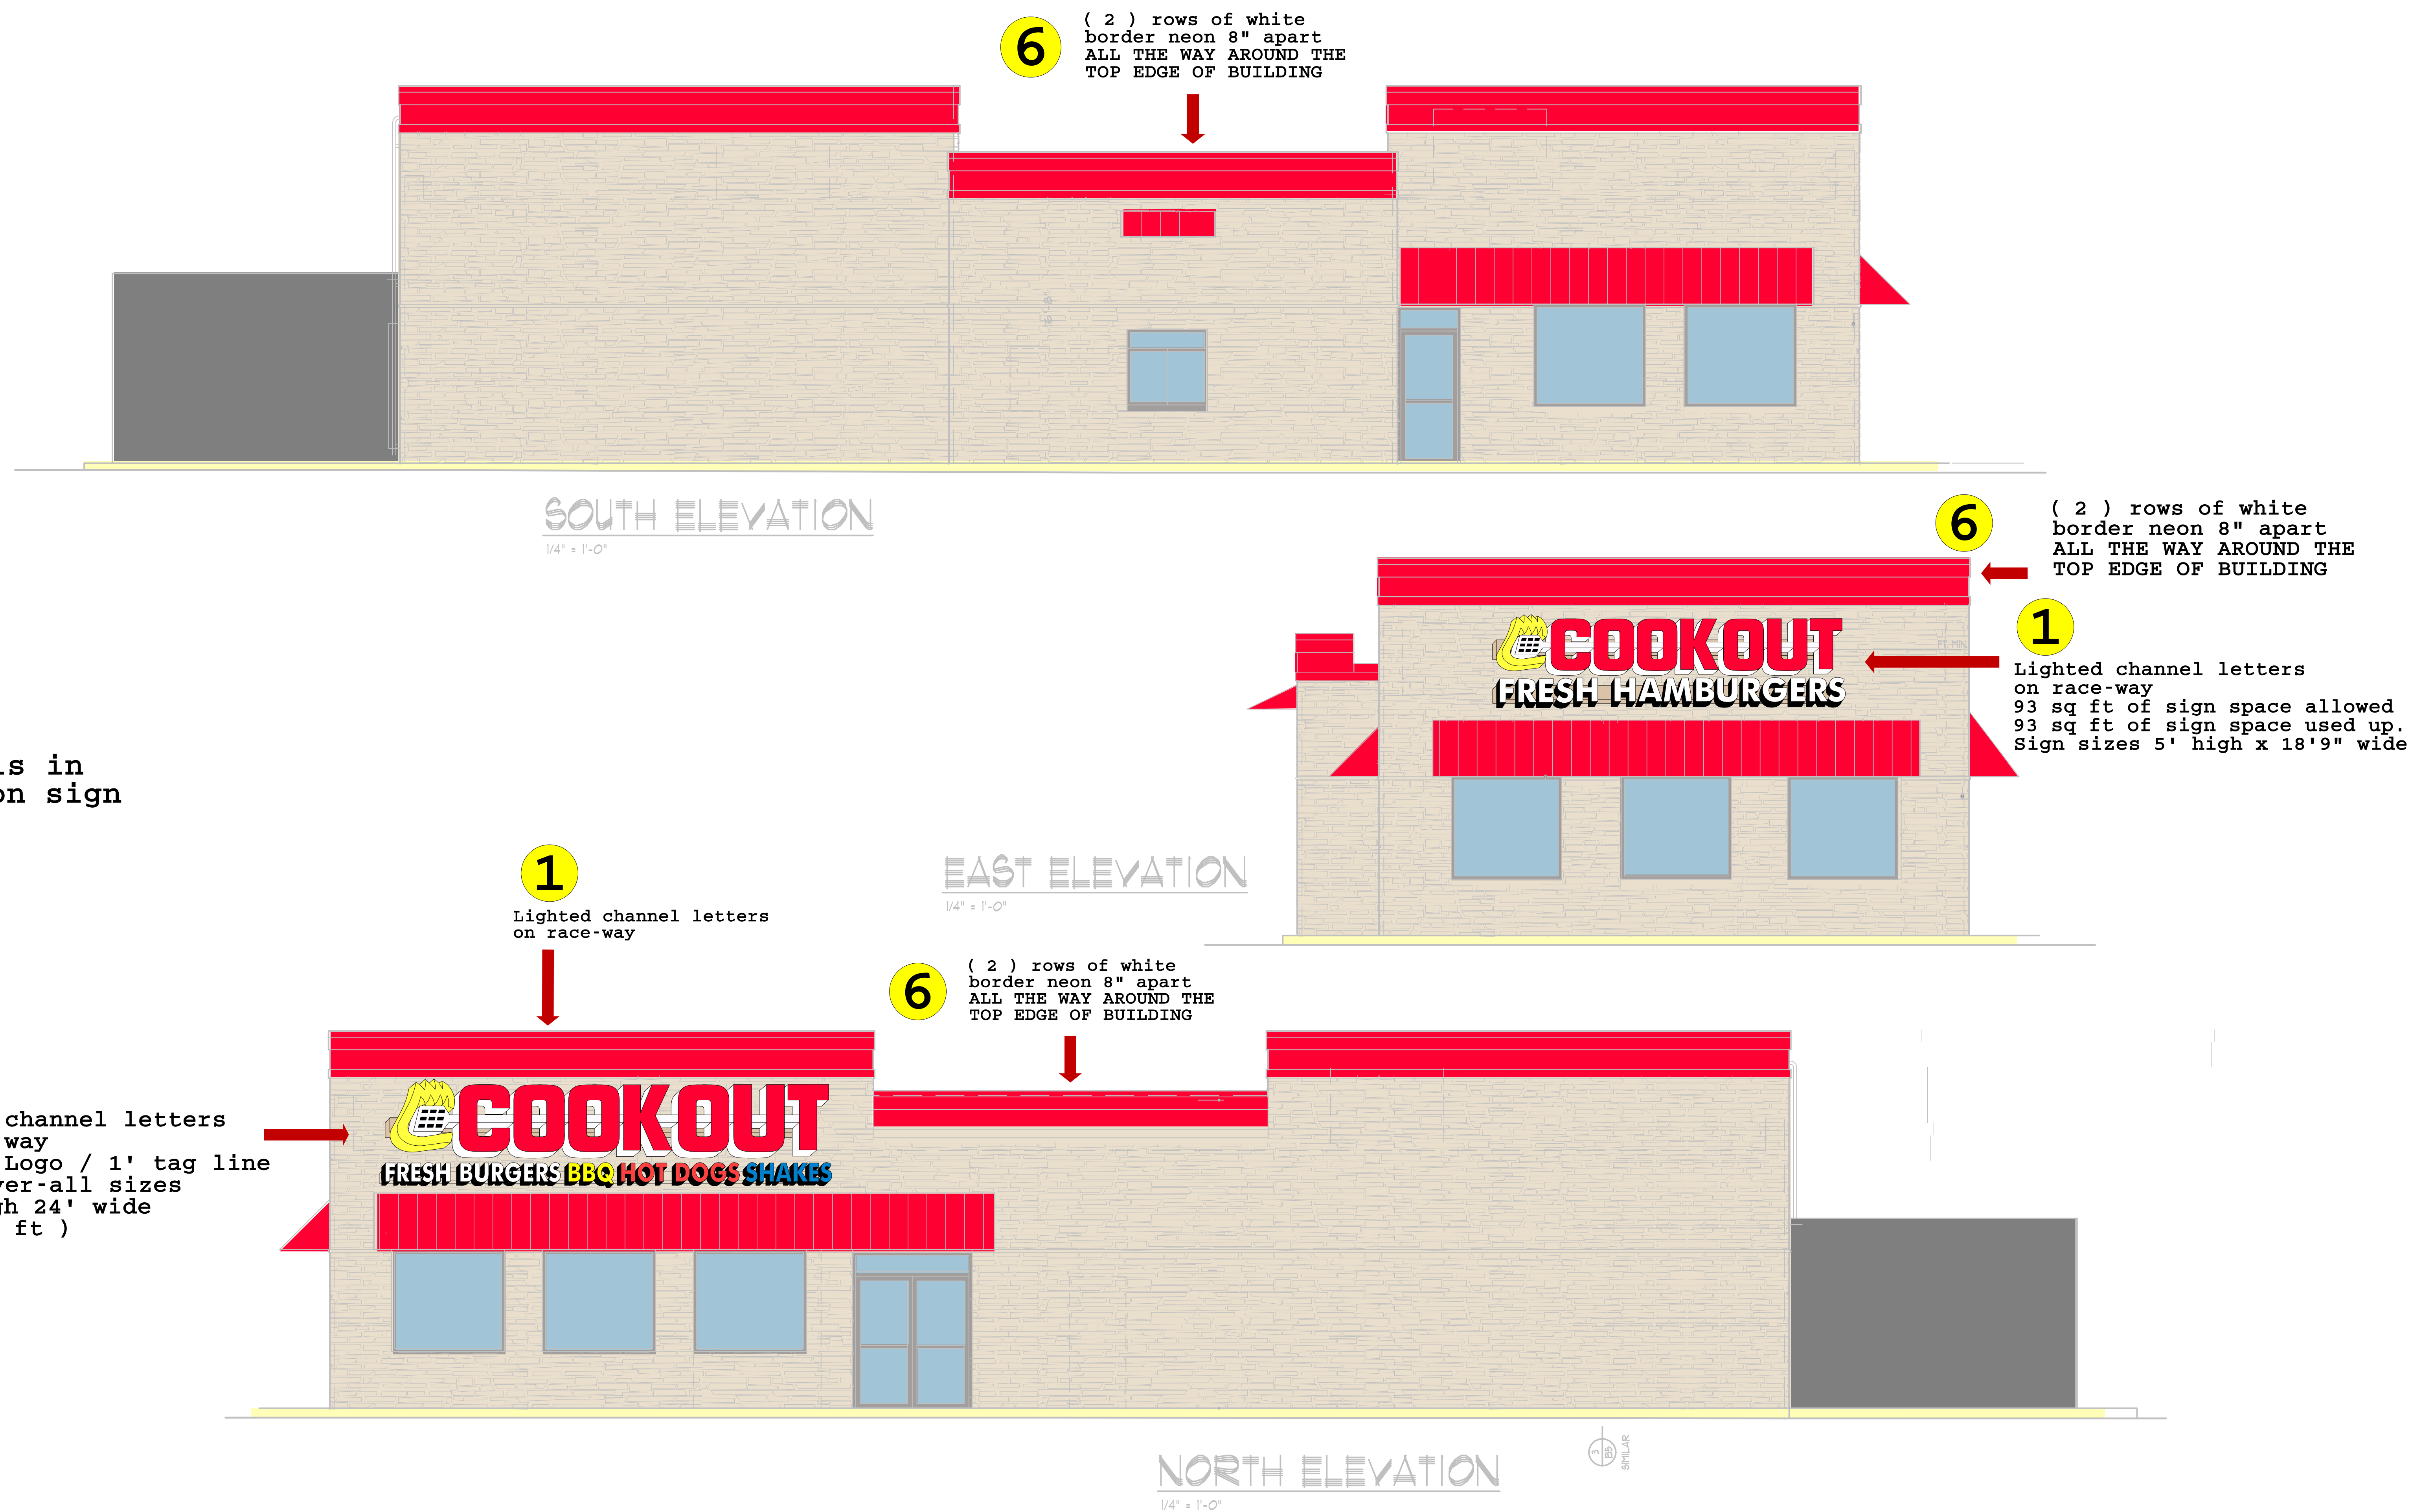 6
( 2 ) rows of white
border neon 8" apart
ALL THE WAY AROUND THE
TOP EDGE OF BUILDING
SOUTH ELEVATION
1/4" = 1'-0"
6
( 2 ) rows of white
border neon 8" apart
ALL THE WAY AROUND THE
TOP EDGE OF BUILDING
COOKOUT
FRESH HAMBURGERS
1
Lighted channel letters
on race-way
93 sq ft of sign space allowed
93 sq ft of sign space used up.
Sign sizes 5' high x 18'9" wide
in
sign
EAST ELEVATION
1/4" = 1'-0"
1
Lighted channel letters
on race-way
6
( 2 ) rows of white
border neon 8" apart
ALL THE WAY AROUND THE
TOP EDGE OF BUILDING
channel letters
way
Logo / 1' tag line
ver-all sizes
gh 24' wide
ft )
COOKOUT
FRESH BURGERS BBQ HOT DOGS SHAKES
NORTH ELEVATION
1/4" = 1'-0"
3
B5
SIMILAR